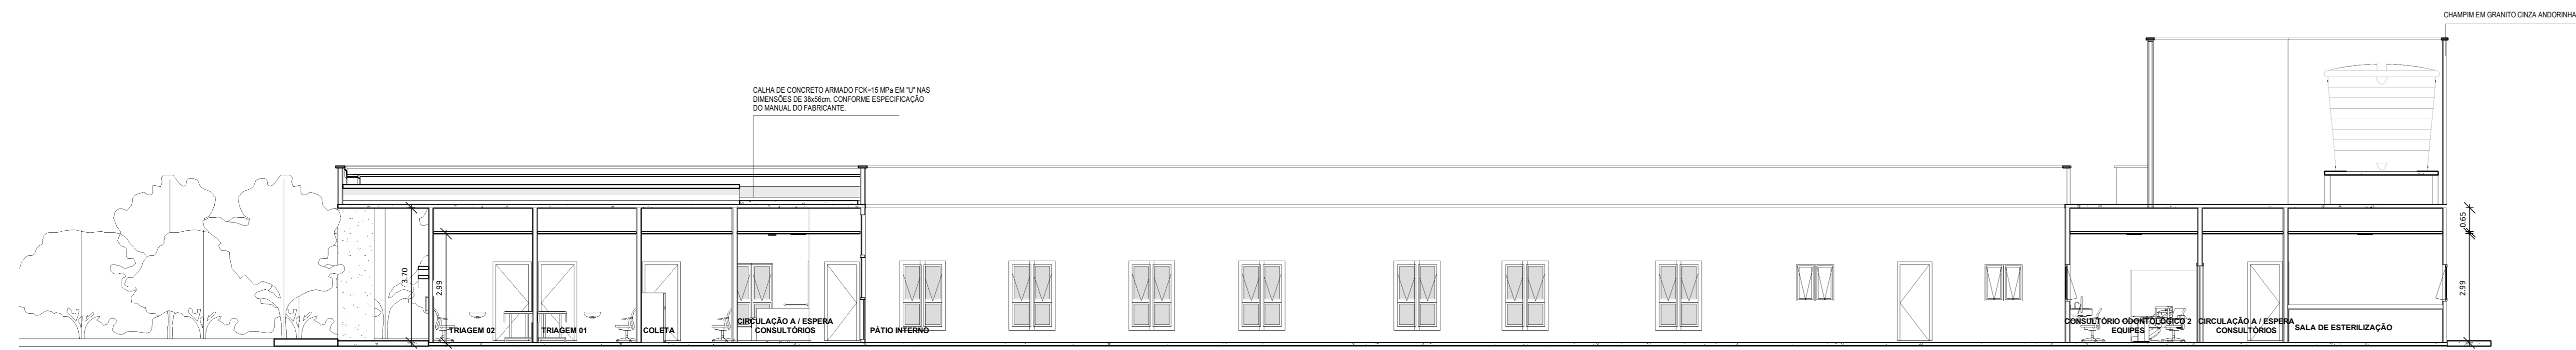 CHAMPIM EM GRANITO CINZA ANDORINHA
CALHA DE CONCRETO ARMADO FCK=15 MPa EM "U" NAS
DIMENSÕES DE 38x56cm. CONFORME ESPECIFICAÇÃO
DO MANUAL DO FABRICANTE.
3.70
2.99
TRIAGEM 02
TRIAGEM 01
COLETA
CIRCULAÇÃO A / ESPERA
CONSULTÓRIOS
PÁTIO INTERNO
CONSULTÓRIO ODONTOLÓGICO 2
EQUIPES
CIRCULAÇÃO A / ESPERA
CONSULTÓRIOS
SALA DE ESTERILIZAÇÃO
0.65
2.99